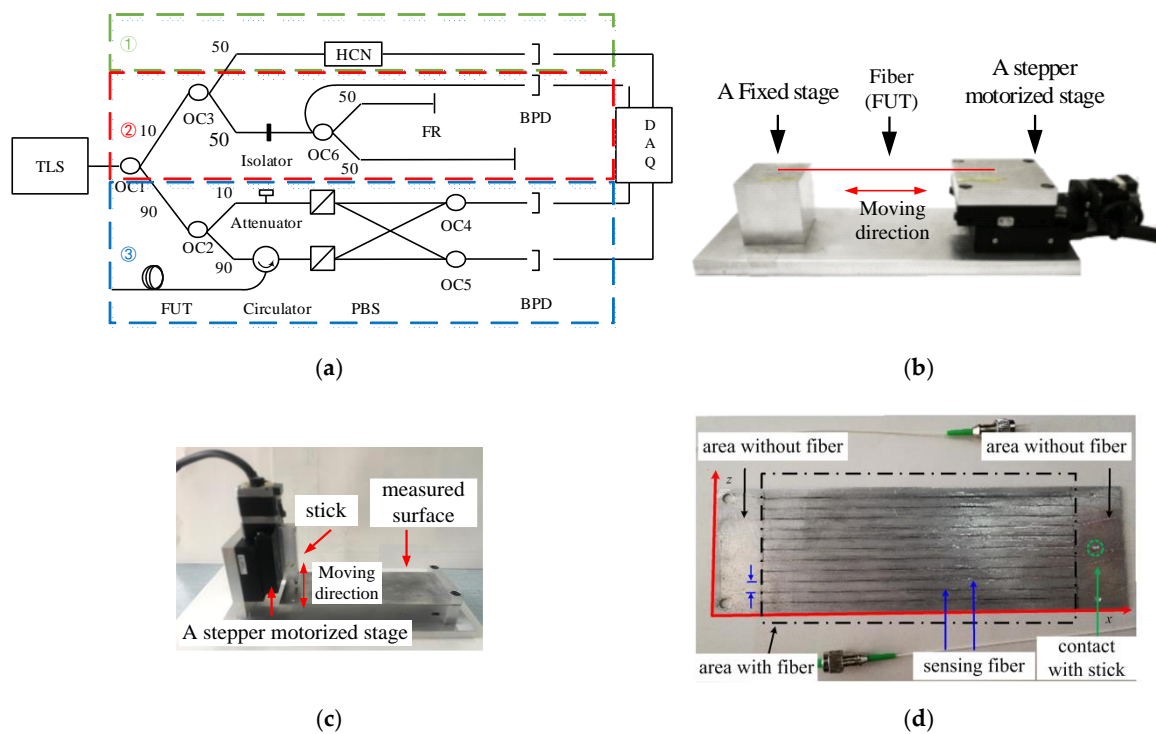 ①
50
HCN
②
10
OC3
50
Isolator
50
OC6
FR
50
BPD
D
A
Q
TLS
OC1
90
③
10
Attenuator
OC2
90
OC4
OC5
FUT
Circulator
PBS
BPD
(a)
A Fixed stage
Fiber
(FUT)
A stepper
motorized stage
Moving
direction
(b)
stick
measured
surface
Moving
direction
A stepper motorized stage
(c)
area without fiber
area without fiber
z
x
area with fiber
sensing fiber
contact
with stick
(d)